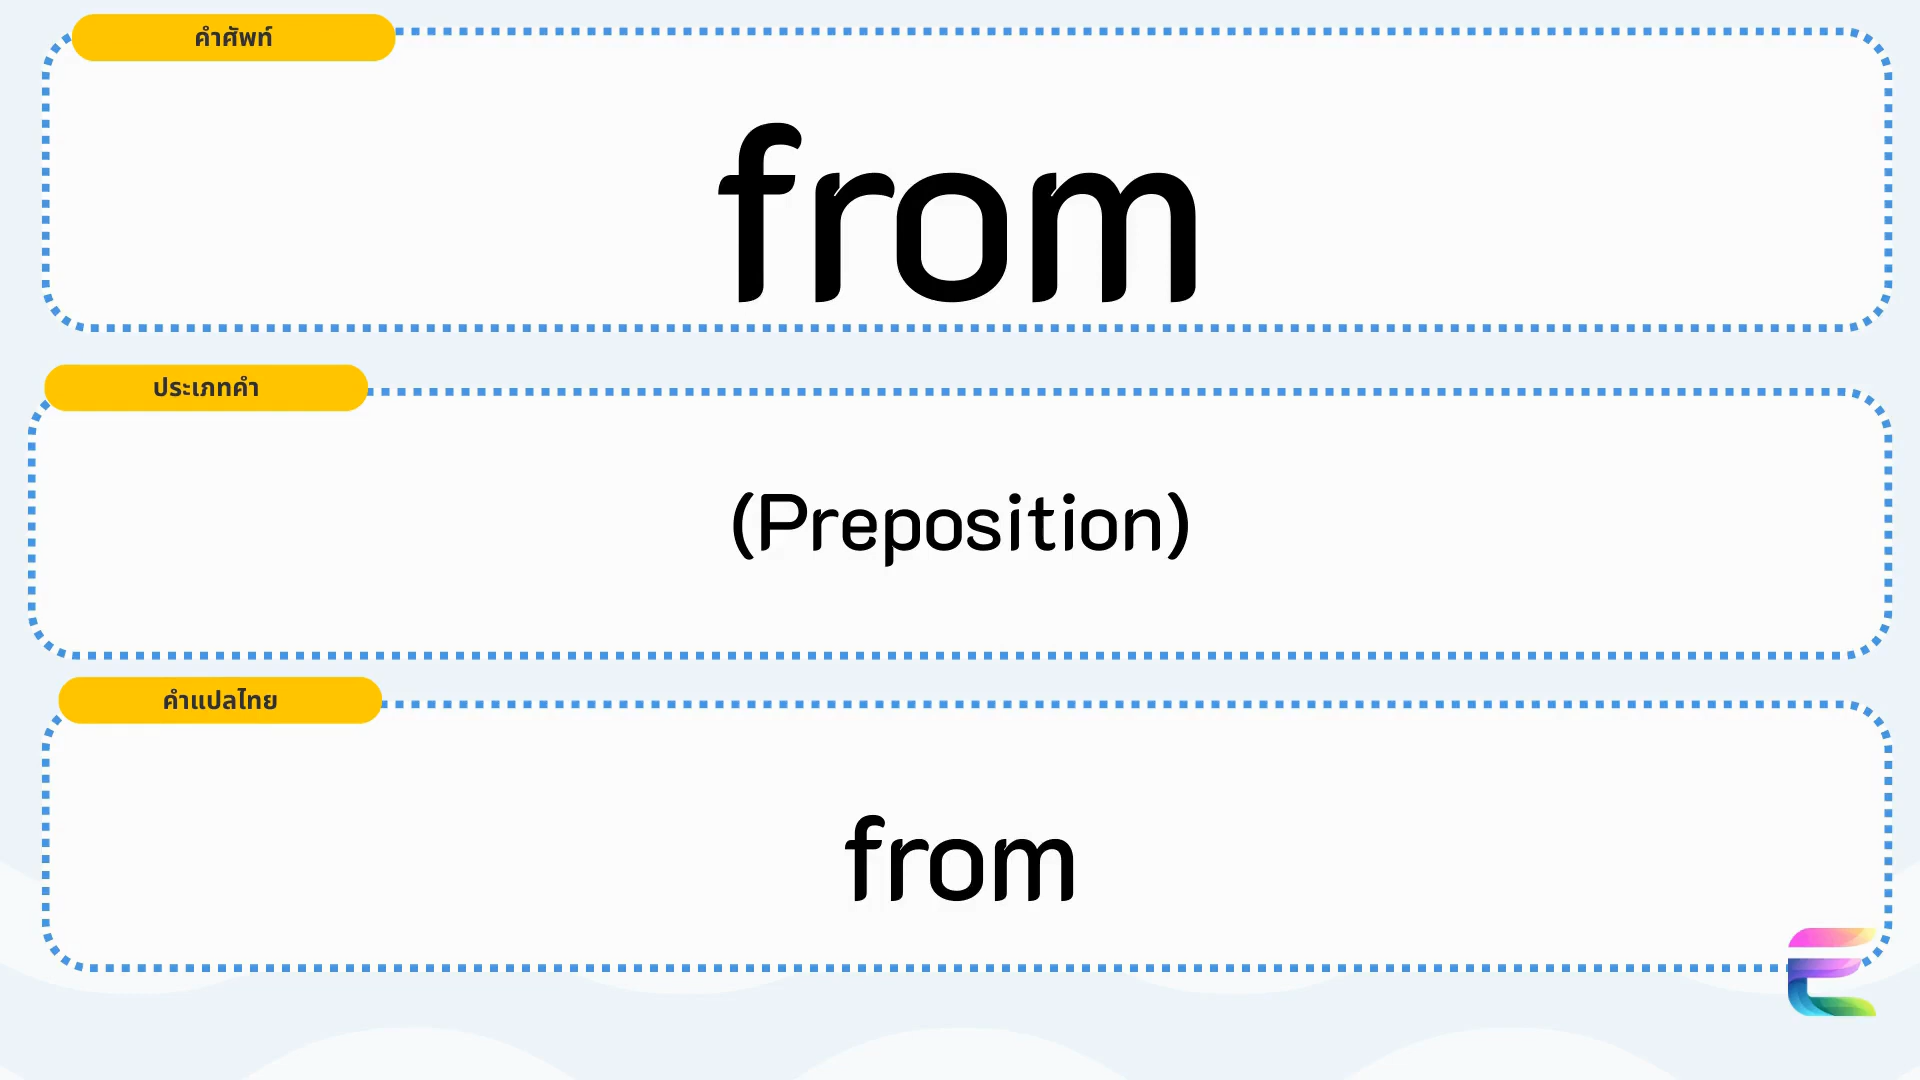 คำศัพท์
from
ประเภทคำ
(Preposition)
คำแปลไทย
from